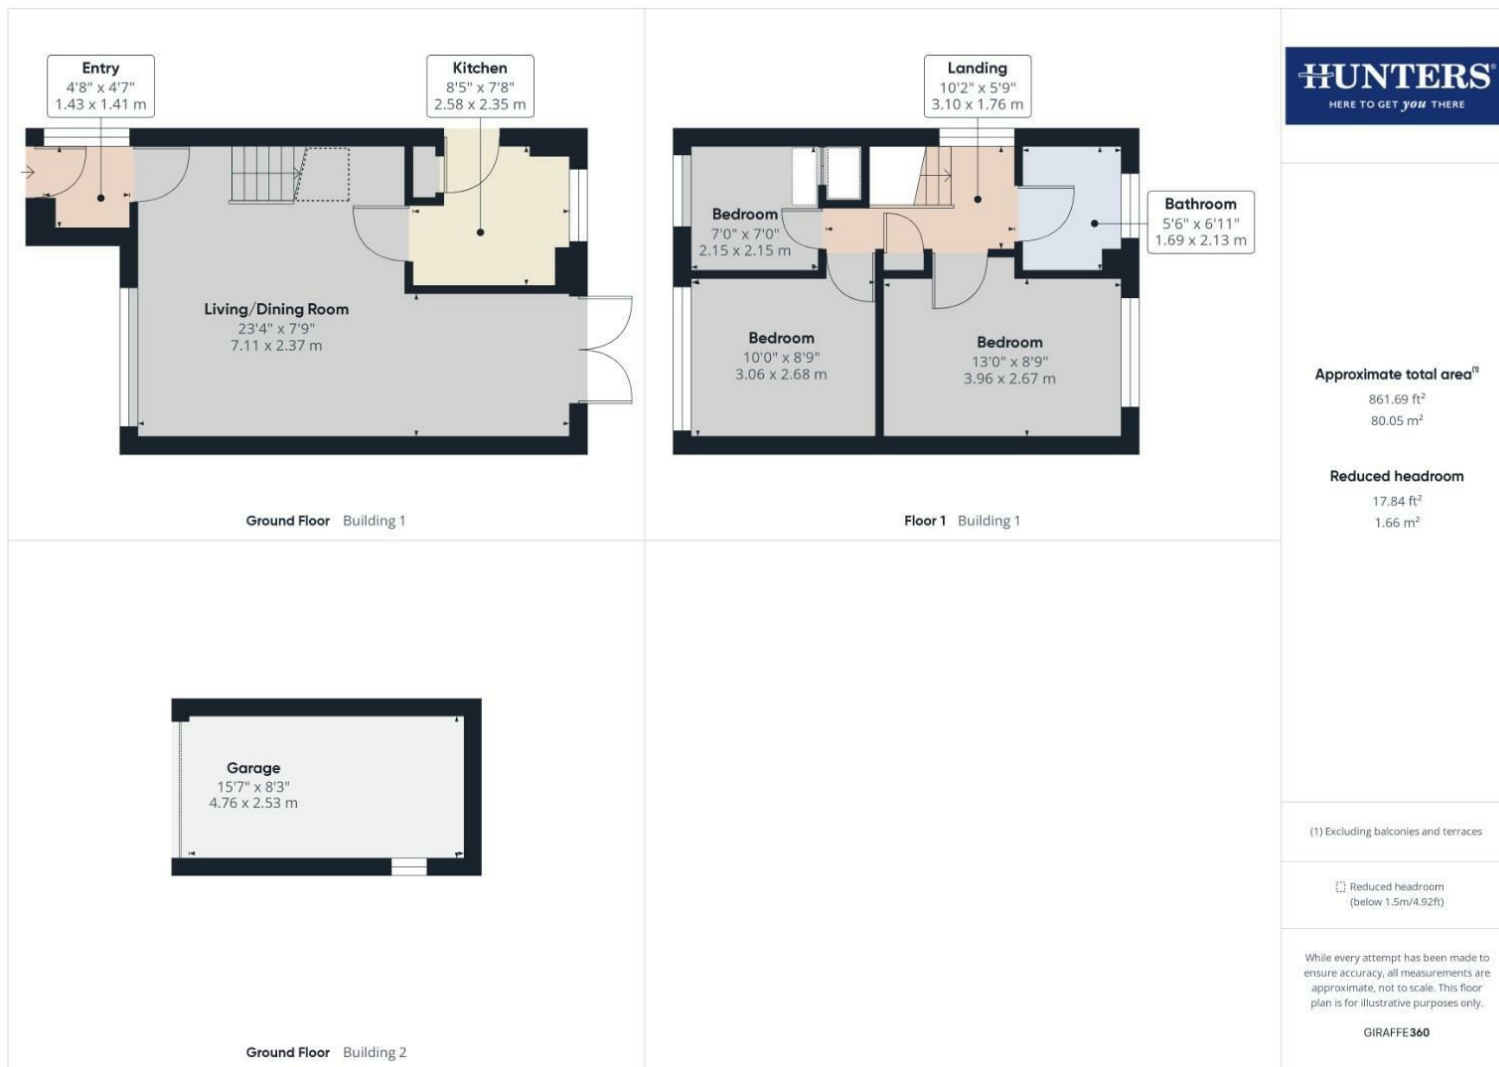 Entry
4'8" x 4'7"
1.43 x 1.41 m
Kitchen
8'5" x 7'8"
2.58 x 2.35 m
Living/Dining Room
23'4" x 7'9"
7.11 x 2.37 m
Ground Floor Building 1
Landing
10'2" x 5'9"
3.10 x 1.76 m
Bedroom
7'0" x 7'0"
2.15 x 2.15 m
Bathroom
5'6" x 6'11"
1.69 x 2.13 m
Bedroom
10'0" x 8'9"
3.06 x 2.68 m
Bedroom
13'0" x 8'9"
3.96 x 2.67 m
Floor 1 Building 1
Garage
15'7" x 8'3"
4.76 x 2.53 m
Ground Floor Building 2
HUNTERS®
HERE TO GET you THERE
Approximate total area(1)
861.69 ft²
80.05 m²
Reduced headroom
17.84 ft²
1.66 m²
(1) Excluding balconies and terraces
Reduced headroom
(below 1.5m/4.92ft)
While every attempt has been made to
ensure accuracy, all measurements are
approximate, not to scale. This floor
plan is for illustrative purposes only.
GIRAFFE360